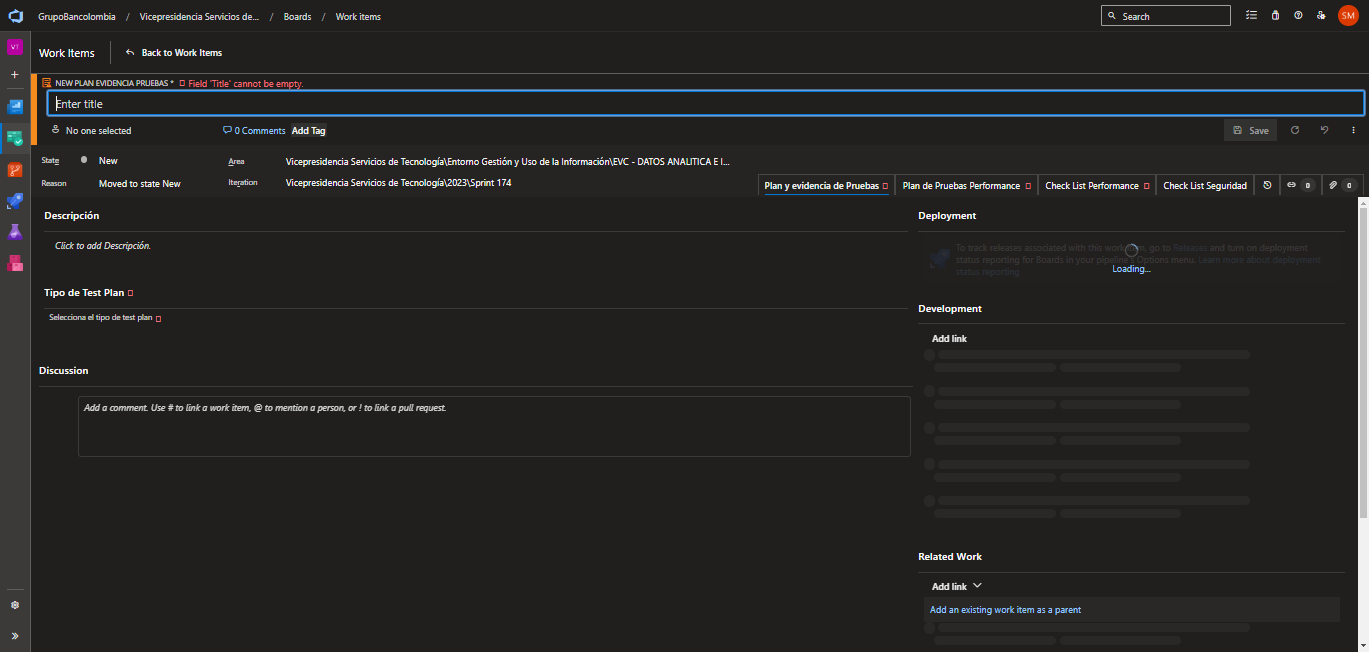 GrupoBancolombia / Vicepresidencia Servicios de... / Boards / Work items
Search
SM
VT
Work Items
Back to Work Items
NEW PLAN EVIDENCIA PRUEBAS * Field 'Title' cannot be empty.
Enter title
No one selected
0 Comments
Add Tag
Save
State
New
Area
Vicepresidencia Servicios de Tecnología\Entorno Gestión y Uso de la Información\EVC - DATOS ANALITICA E I...
Reason
Moved to state New
Iteration
Vicepresidencia Servicios de Tecnología\2023\Sprint 174
Plan y evidencia de Pruebas
Plan de Pruebas Performance
Check List Performance
Check List Seguridad
0
0
Descripción
Click to add Descripción.
Tipo de Test Plan
Selecciona el tipo de test plan
Discussion
Add a comment. Use # to link a work item, @ to mention a person, or ! to link a pull request.
Deployment
To track releases associated with this work item, go to Releases and turn on deployment
status reporting for Boards in your pipeline's Options menu. Learn more about deployment
status reporting
Loading...
Development
Add link
Related Work
Add link
Add an existing work item as a parent